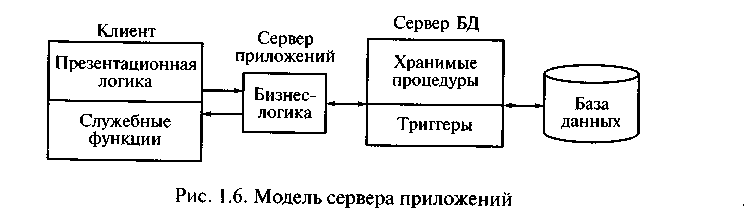 Клиент
Презентационная
логика
Служебные
функции
Сервер
приложений
Бизнес-
логика
Сервер БД
Хранимые
процедуры
Триггеры
База
данных
Рис. 1.6. Модель сервера приложений